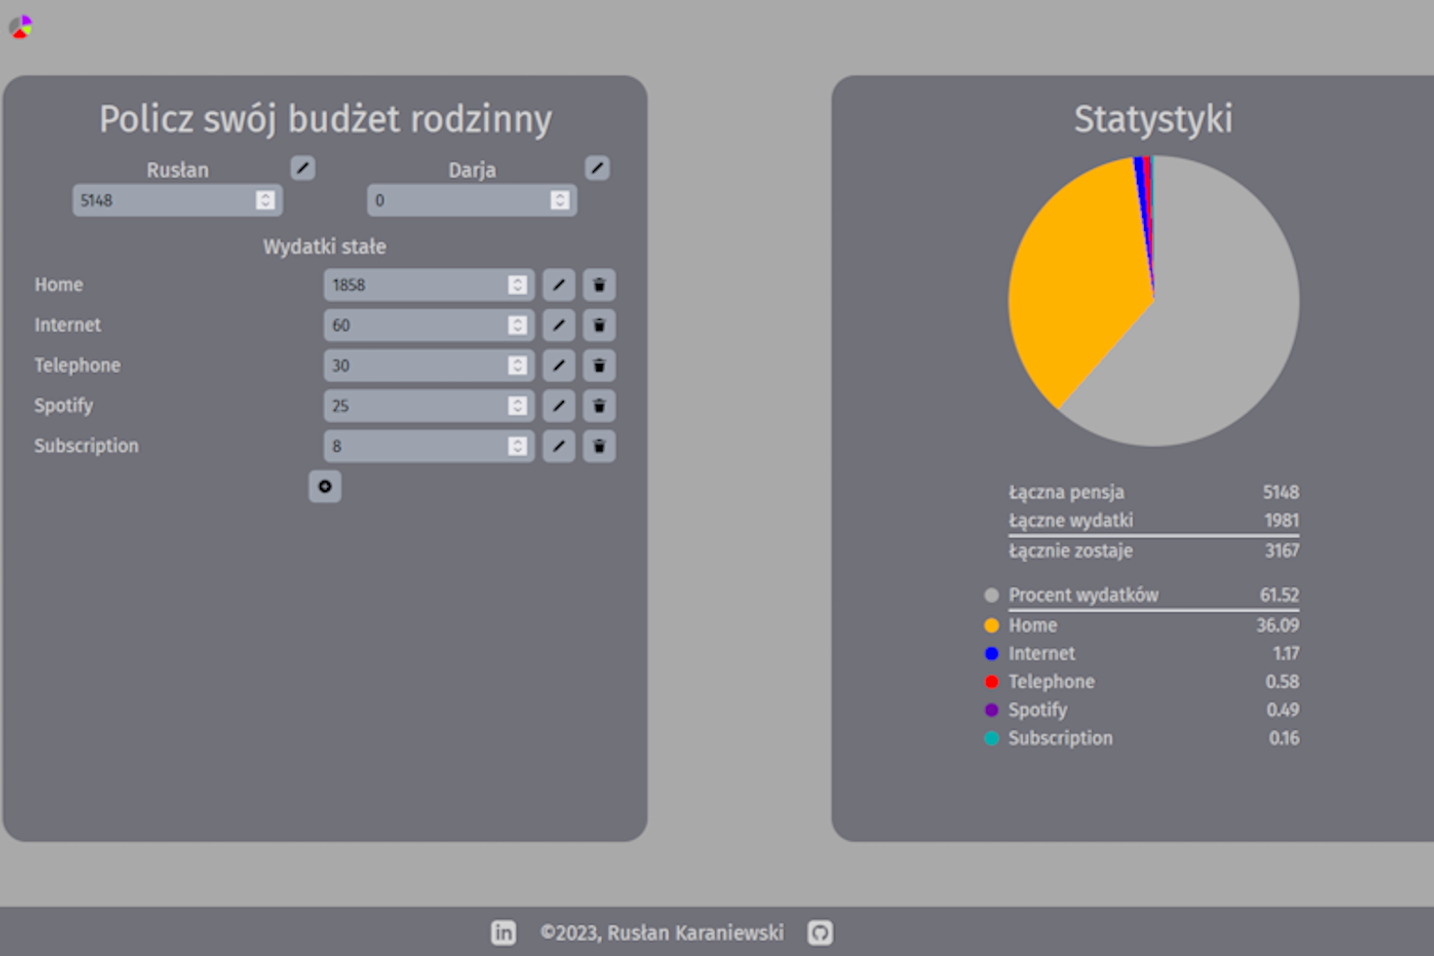 Policz swój budżet rodzinny
Rusłan Darja
5148 0
Wydatki stałe
Home 1858
Internet 60
Telephone 30
Spotify 25
Subscription 8
Statystyki
Łączna pensja 5148
Łączne wydatki 1981
Łącznie zostaje 3167
Procent wydatków 61.52
Home 36.09
Internet 1.17
Telephone 0.58
Spotify 0.49
Subscription 0.16
in ©2023, Rusłan Karaniewski